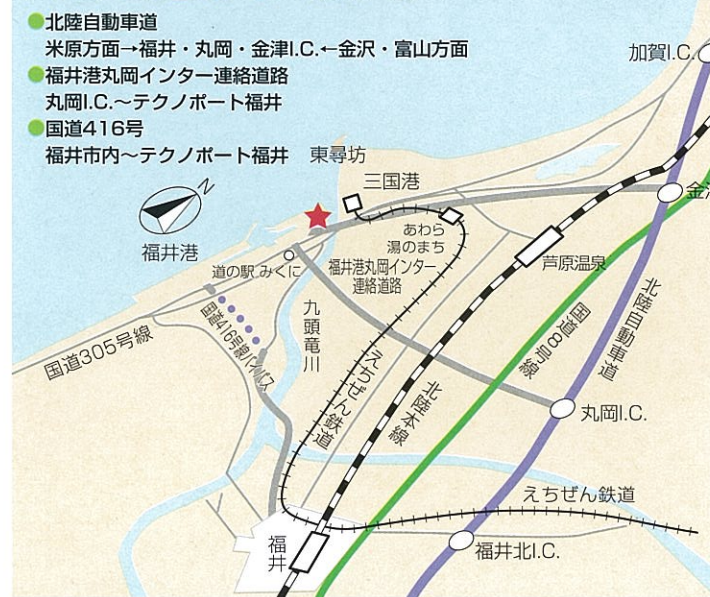 ●北陸自動車道
米原方面→福井・丸岡・金津I.C.←金沢・富山方面
●福井港丸岡インター連絡道路
丸岡I.C.～テクノポート福井
●国道416号
福井市内～テクノポート福井
加賀I.C.
東尋坊
三国港
N
金津
福井港
あわら
湯のまち
芦原温泉
道の駅 みくに
福井港丸岡インター
連絡道路
国道416号線バイパス
九頭竜川
国道305号線
えちぜん鉄道
北陸本線
国道8号線
北陸自動車道
丸岡I.C.
えちぜん鉄道
福井
福井北I.C.